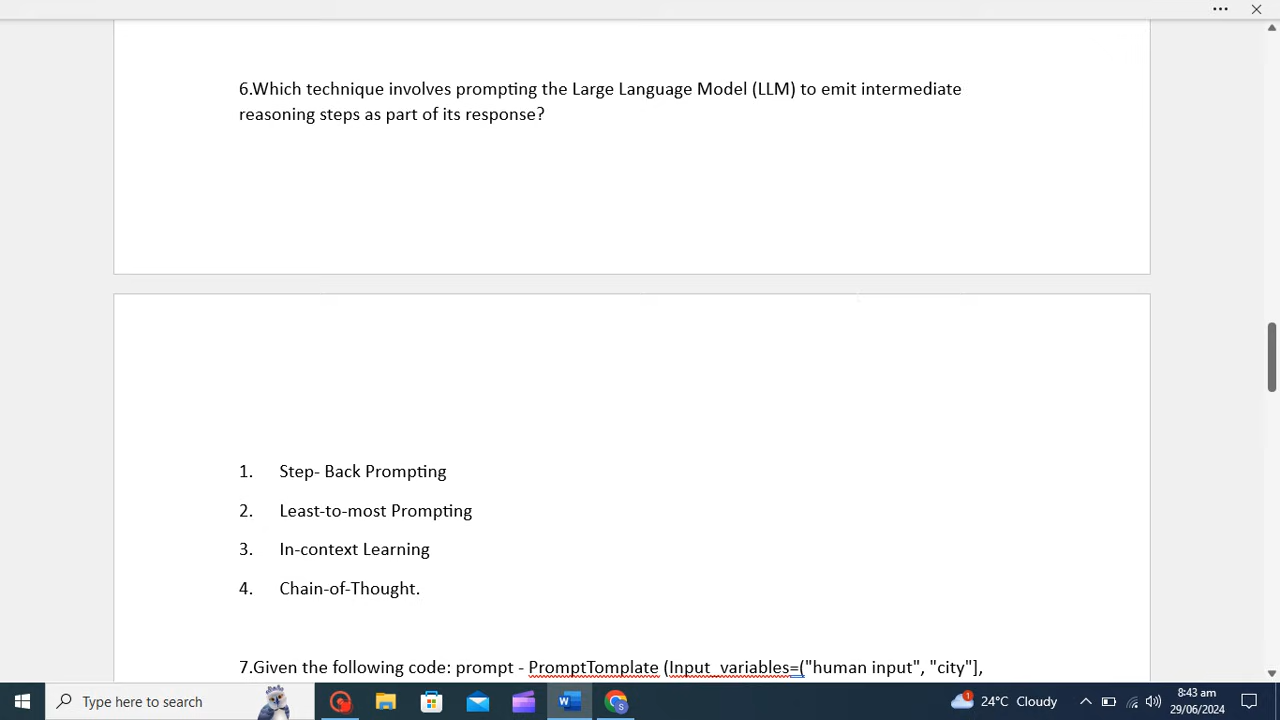 6.Which technique involves prompting the Large Language Model (LLM) to emit intermediate
reasoning steps as part of its response?
1. Step- Back Prompting
2. Least-to-most Prompting
3. In-context Learning
4. Chain-of-Thought.
7.Given the following code: prompt - PromptTomplate (Input_variables=("human input", "city"],
Type here to search
1
24°C Cloudy
8:43 am
29/06/2024